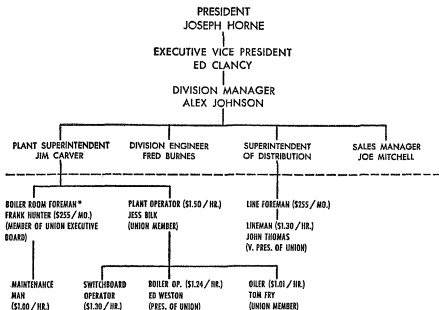 PRESIDENT
JOSEPH HORNE
EXECUTIVE VICE PRESIDENT
ED CLANCY
DIVISION MANAGER
ALEX JOHNSON
PLANT SUPERINTENDENT
JIM CARVER
DIVISION ENGINEER
FRED BURNES
SUPERINTENDENT
OF DISTRIBUTION
SALES MANAGER
JOE MITCHELL
BOILER ROOM FOREMAN*
FRANK HUNTER ($255/MO.)
(MEMBER OF UNION EXECUTIVE
BOARD)
PLANT OPERATOR ($1.50/HR.)
JESS BILK
(UNION MEMBER)
LINE FOREMAN ($255/MO.)
LINEMAN ($1.30/HR.)
JOHN THOMAS
(V. PRES. OF UNION)
MAINTENANCE
MAN
($1.00/HR.)
SWITCHBOARD
OPERATOR
($1.30/HR.)
BOILER OP. ($1.24/HR.)
ED WESTON
(PRES. OF UNION)
OILER ($1.01/HR.)
TOM FRY
(UNION MEMBER)